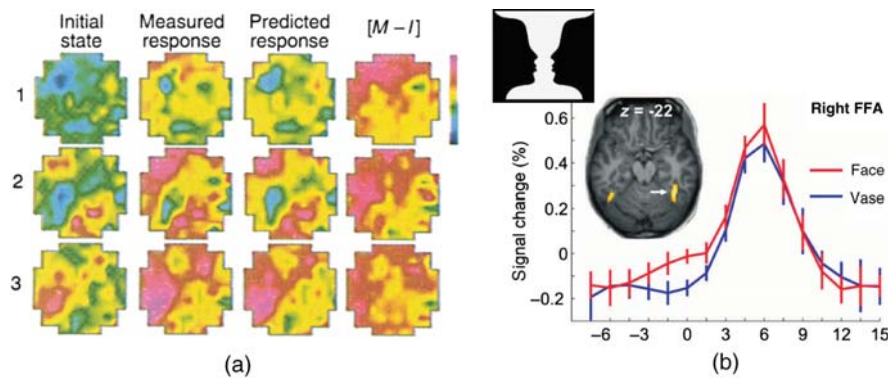 Initial state
Measured response
Predicted response
[M – I]
1
2
3
(a)
z = -22
Right FFA
Face
Vase
Signal change (%)
0.6
0.4
0.2
0
−0.2
−6 −3 0 3 6 9 12 15
(b)